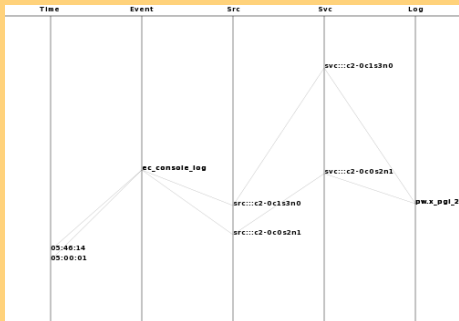 Time Event Src Svc Log
svc:::c2-0c1s3n0
ec_console_log
svc:::c2-0c0s2n1
src:::c2-0c1s3n0
pw.x_pgl_2
src:::c2-0c0s2n1
05:46:14
05:00:01